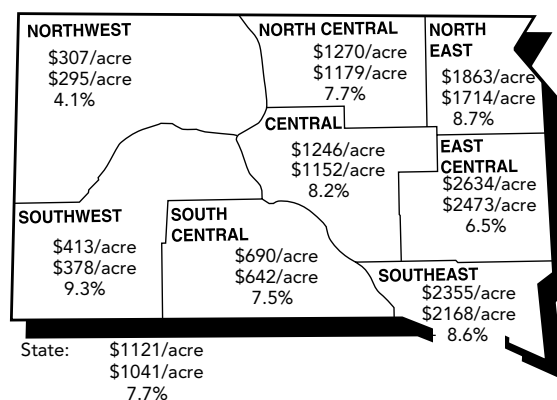 NORTHWEST
$307/acre
$295/acre
4.1%
NORTH CENTRAL
$1270/acre
$1179/acre
7.7%
NORTH
EAST
$1863/acre
$1714/acre
8.7%
CENTRAL
$1246/acre
$1152/acre
8.2%
EAST
CENTRAL
$2634/acre
$2473/acre
6.5%
SOUTHWEST
$413/acre
$378/acre
9.3%
SOUTH
CENTRAL
$690/acre
$642/acre
7.5%
SOUTHEAST
$2355/acre
$2168/acre
8.6%
State: $1121/acre
$1041/acre
7.7%